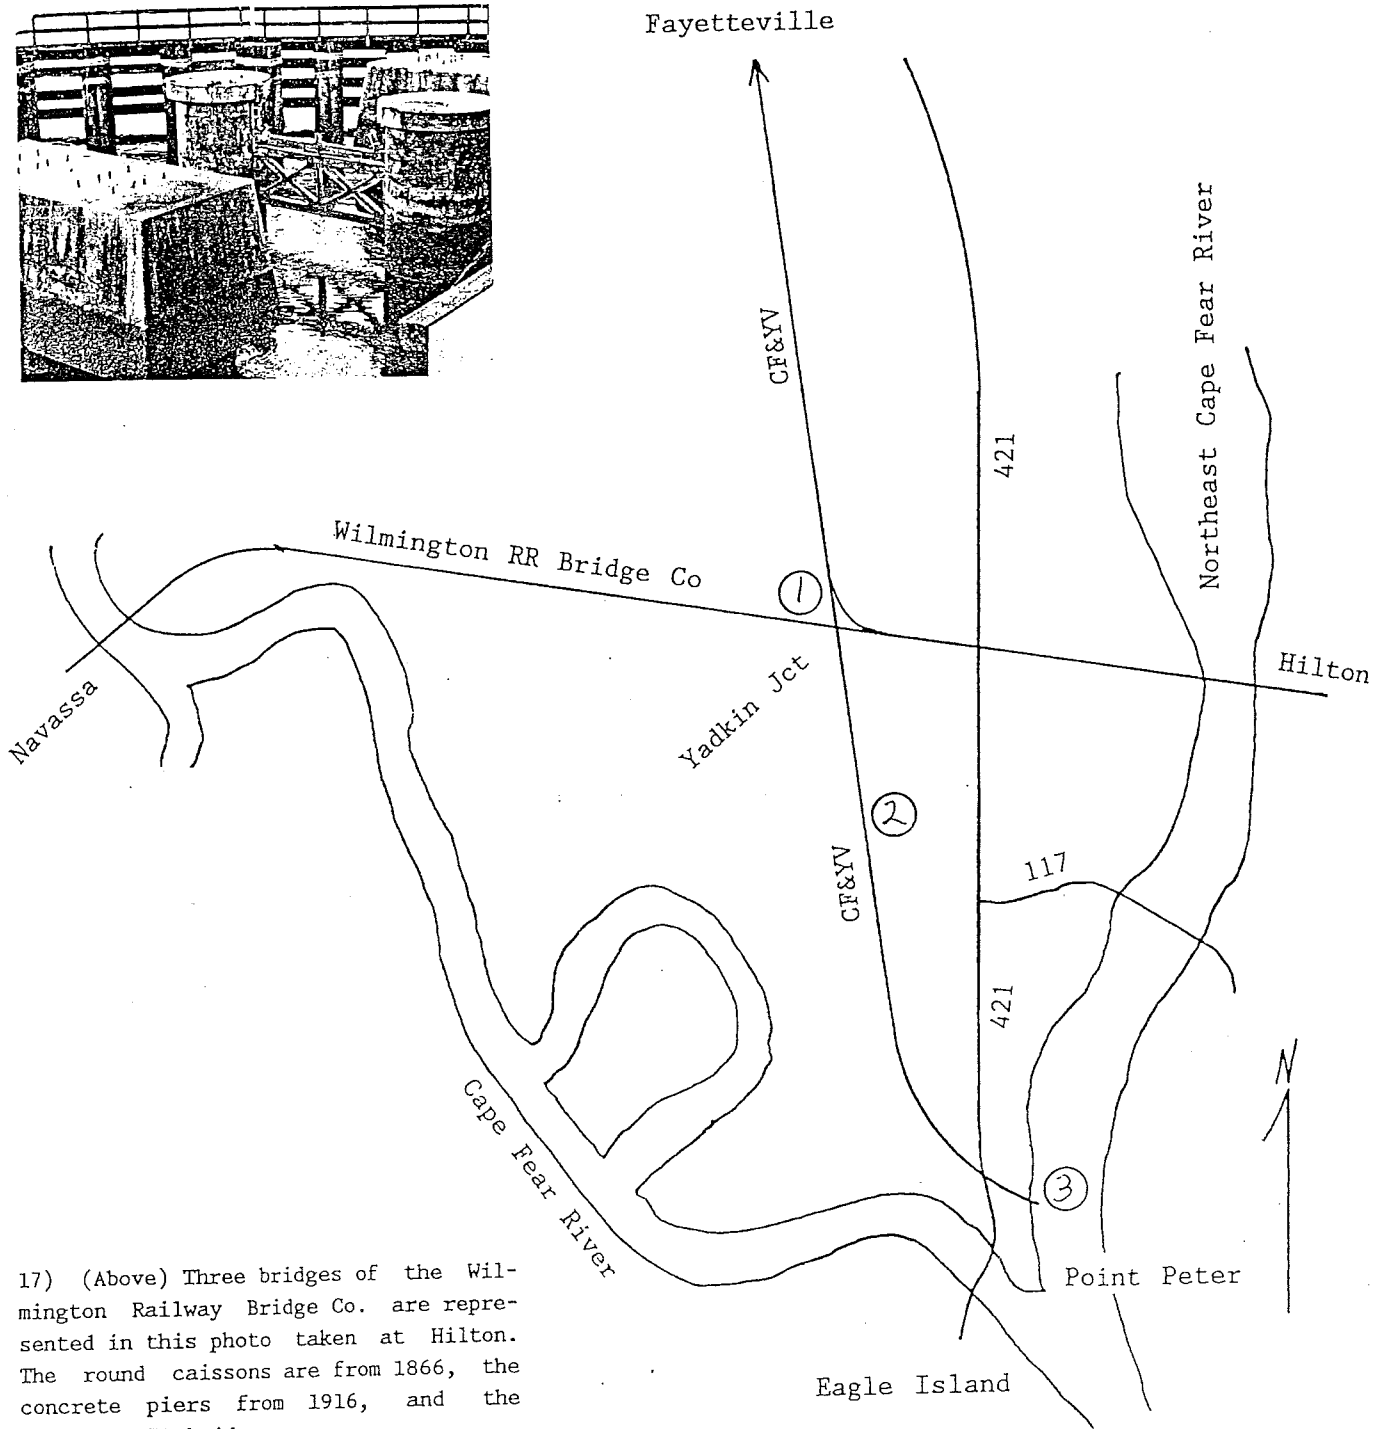 Fayetteville
CF&YV
421
Northeast Cape Fear River
Wilmington RR Bridge Co
1
Hilton
Yadkin Jct
Navassa
2
CF&YV
117
421
N
Cape Fear River
3
Point Peter
Eagle Island
17) (Above) Three bridges of the Wil-
mington Railway Bridge Co. are repre-
sented in this photo taken at Hilton.
The round caissons are from 1866, the
concrete piers from 1916, and the